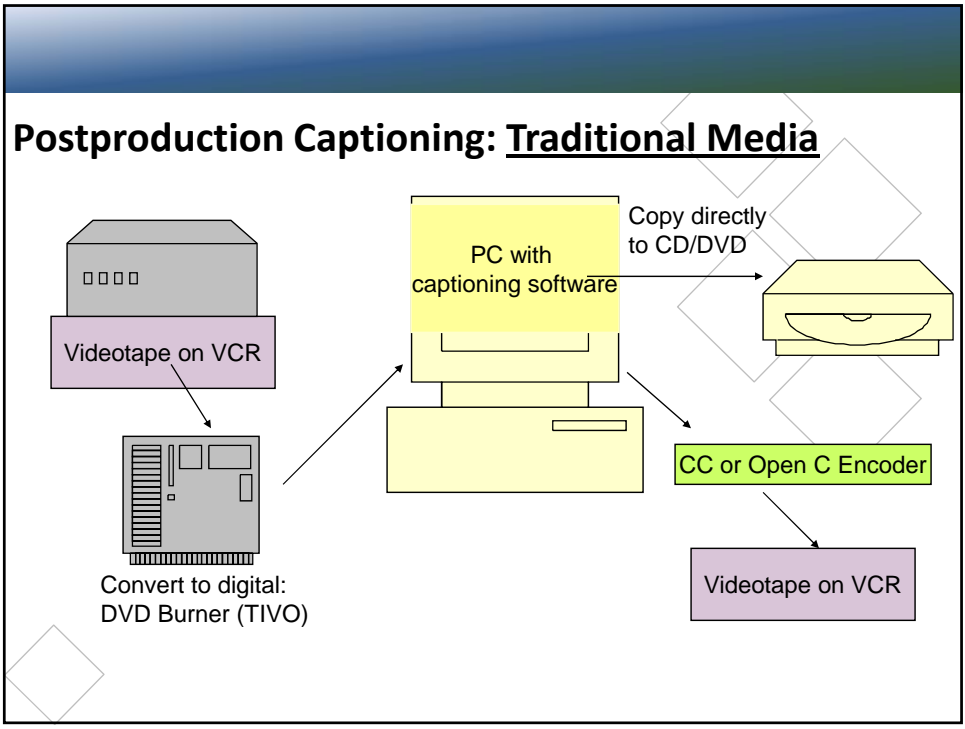 Postproduction Captioning: Traditional Media
Videotape on VCR
Convert to digital:
DVD Burner (TIVO)
PC with
captioning software
Copy directly
to CD/DVD
CC or Open C Encoder
Videotape on VCR